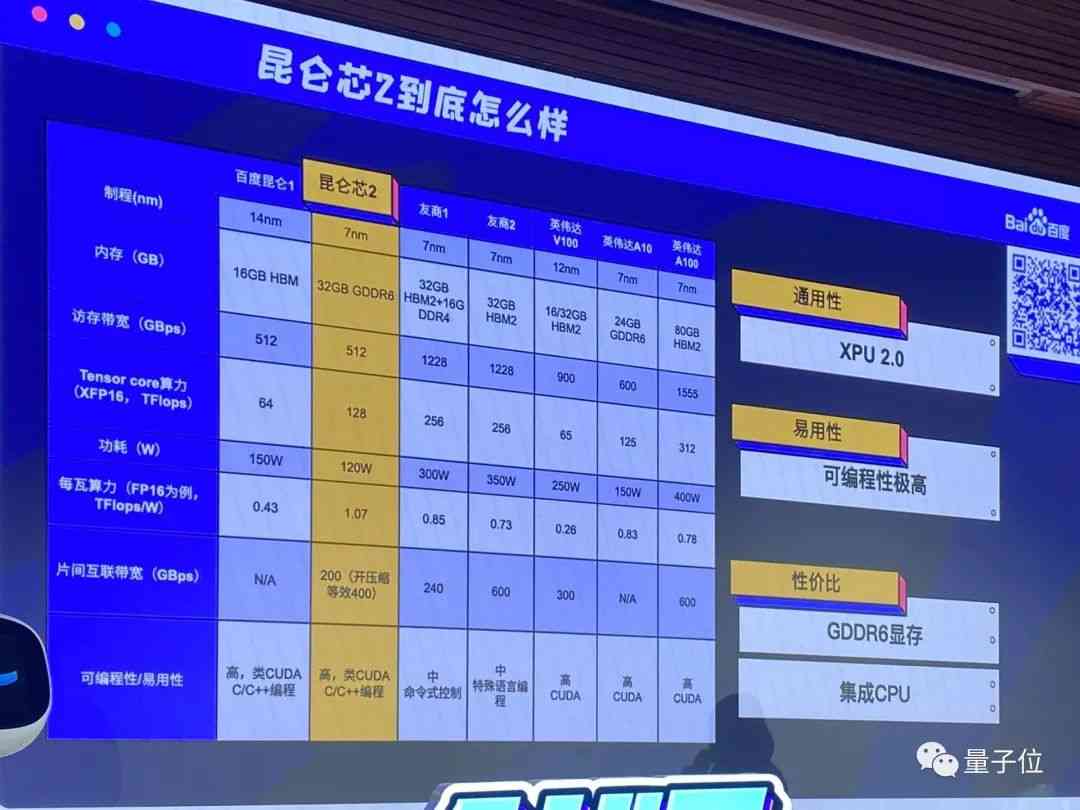 昆仑芯2到底怎么样
Bai du 百度
制程(nm)
百度昆仑1
昆仑芯2
友商1
友商2
英伟达
V100
英伟达A10
英伟达
A100
14nm
7nm
7nm
7nm
12nm
7nm
7nm
内存（GB）
16GB HBM
32GB GDDR6
32GB
HBM2+16G
DDR4
32GB
HBM2
16/32GB
HBM2
24GB
GDDR6
80GB
HBM2
访存带宽（GBps）
512
512
1228
1228
900
600
1555
Tensor core算力
（XFP16， TFlops）
64
128
256
256
65
125
312
功耗（W）
150W
120W
300W
350W
250W
150W
400W
每瓦算力（FP16为例，
TFlops/W）
0.43
1.07
0.85
0.73
0.26
0.83
0.78
片间互联带宽（GBps）
N/A
200（开压缩
等效400）
240
600
300
N/A
600
可编程性/易用性
高，类CUDA
C/C++编程
高，类CUDA
C/C++编程
中
命令式控制
中
特殊语言编
程
高
CUDA
高
CUDA
高
CUDA
通用性
XPU 2.0
易用性
可编程性极高
性价比
GDDR6显存
集成CPU
量子位